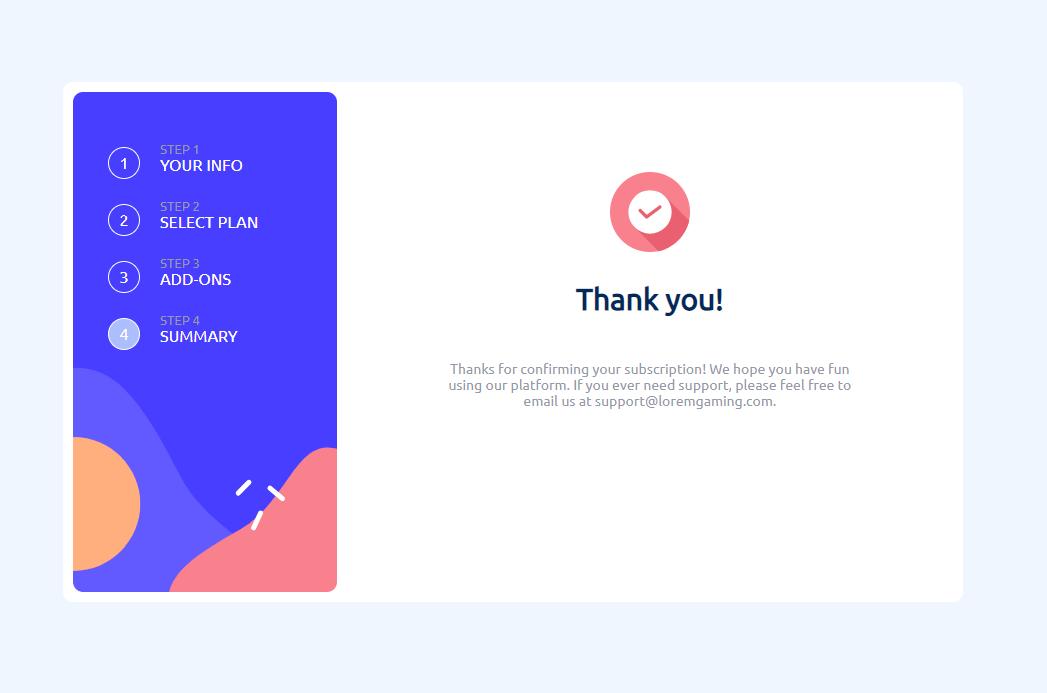 1
STEP 1
YOUR INFO
2
STEP 2
SELECT PLAN
3
STEP 3
ADD-ONS
4
STEP 4
SUMMARY
Thank you!
Thanks for confirming your subscription! We hope you have fun
using our platform. If you ever need support, please feel free to
email us at support@loremgaming.com.